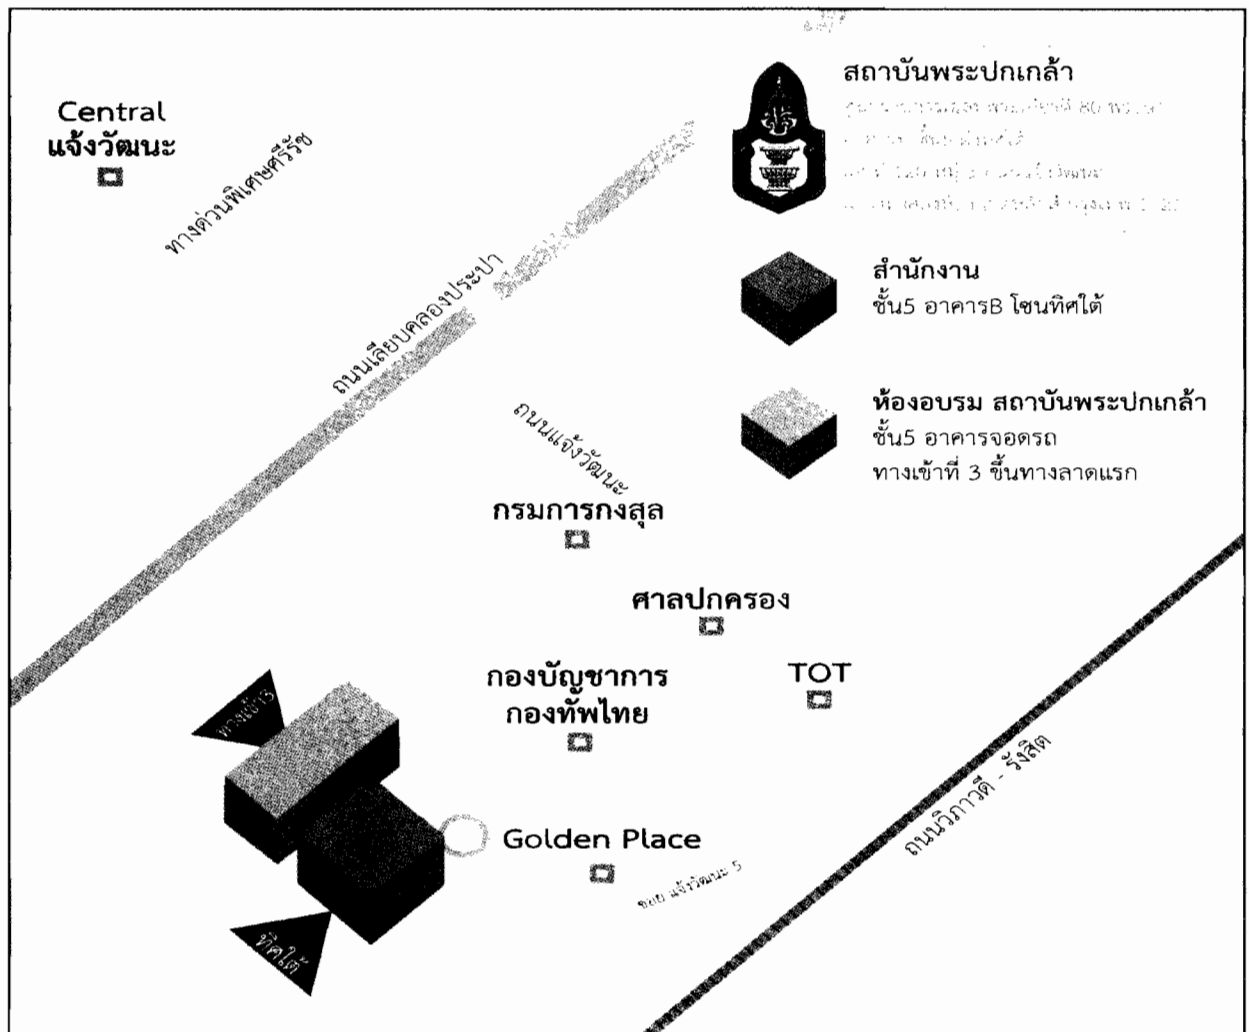 สถาบันพระปกเกล้า
Central
แจ้งวัฒนะ
ทางด่วนพิเศษศรีรัช
ถนนเลียบคลองประปา
สำนักงาน
ชั้น5 อาคารB โซนทิศใต้
ห้องอบรม สถาบันพระปกเกล้า
ชั้น5 อาคารจอดรถ
ทางเข้าที่ 3 ขึ้นทางลาดแรก
ถนนแจ้งวัฒนะ
กรมการกงสุล
ศาลปกครอง
กองบัญชาการ
กองทัพไทย
TOT
ทางเข้า3
ถนนวิภาวดี - รังสิต
Golden Place
ซอย แจ้งวัฒนะ 5
ทิศใต้